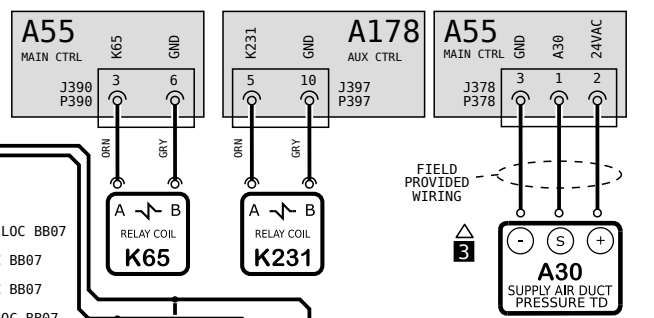 A55
MAIN CTRL
K65
GND
3
6
J390
P390
ORN
GRY
A
B
RELAY COIL
K65
A178
AUX CTRL
K231
GND
5
10
J397
P397
ORN
GRY
A
B
RELAY COIL
K231
A55
MAIN CTRL
GND
A30
24VAC
3
1
2
J378
P378
FIELD
PROVIDED
WIRING
3
-
S
+
A30
SUPPLY AIR DUCT
PRESSURE TD
LOC BB07
BB07
BB07
OC BB07